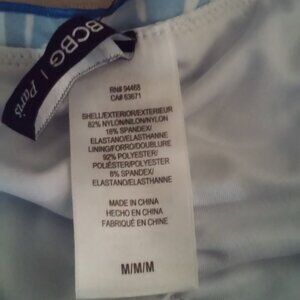 BCBG | Paris
RN# 94468
CA# 63671
SHELL/EXTERIOR/EXTERIEUR
82% NYLON/NILON/NYLON
18% SPANDEX/
ELASTANO/ELASTHANNE
LINING/FORRO/DOUBLURE
92% POLYESTER/
POLIÉSTER/POLYESTER
8% SPANDEX/
ELASTANO/ELASTHANNE
MADE IN CHINA
HECHO EN CHINA
FABRIQUÉ EN CHINE
M/M/M